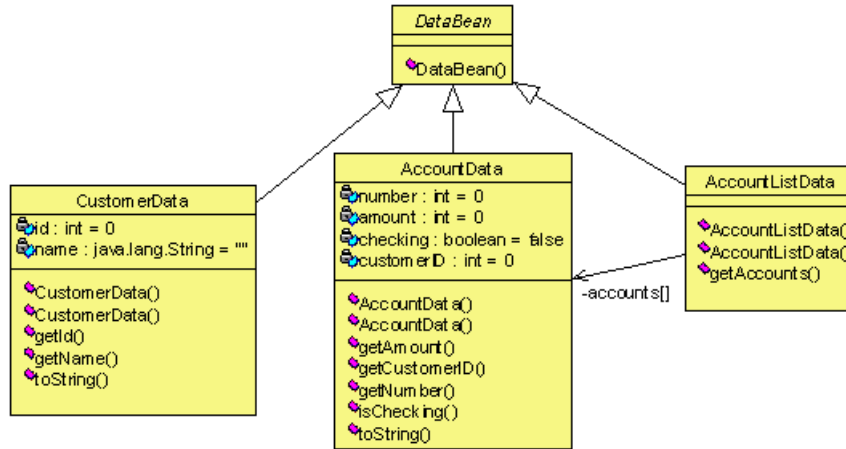 DataBean
DataBean()
CustomerData
id : int = 0
name : java.lang.String = ""
CustomerData()
CustomerData()
getId()
getName()
toString()
AccountData
number : int = 0
amount : int = 0
checking : boolean = false
customerID : int = 0
AccountData()
AccountData()
getAmount()
getCustomerID()
getNumber()
isChecking()
toString()
AccountListData
AccountListData()
AccountListData()
getAccounts()
-accounts[]